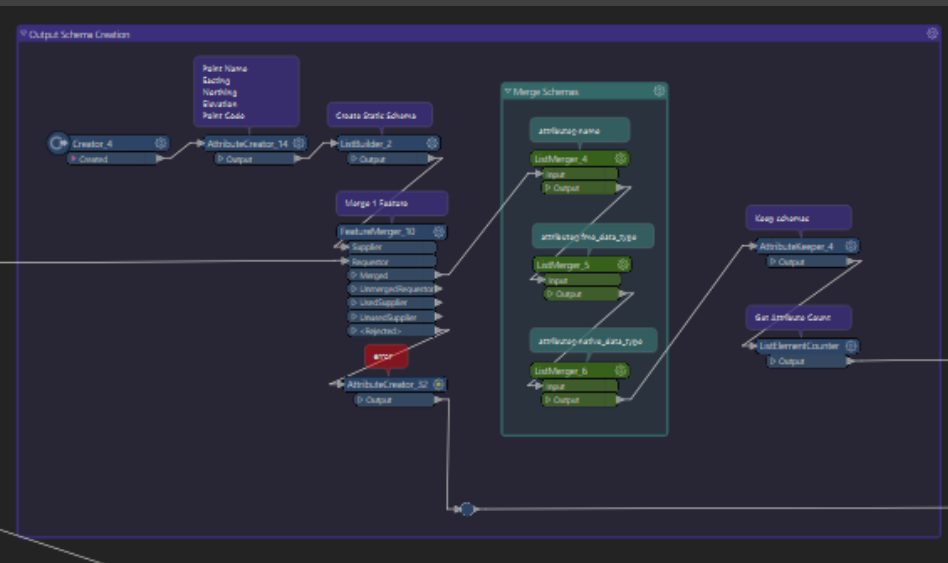 Output Schema Creation
Point Name
Easting
Northing
Elevation
Point Code
Creator_4
Created
AttributeCreator_14
Output
Create Static Schema
ListBuilder_2
Output
Merge 1 Feature
FeatureMerger_10
Supplier
Requestor
Merged
UnmergedRequestor
UsedSupplier
UnusedSupplier
<Rejected>
error
AttributeCreator_32
Output
Merge Schemas
attribute{}.name
ListMerger_4
Input
Output
attribute{}.fme_data_type
ListMerger_5
Input
Output
attribute{}.native_data_type
ListMerger_6
Input
Output
Keep schemas
AttributeKeeper_4
Output
Get Attribute Count
ListElementCounter
Output